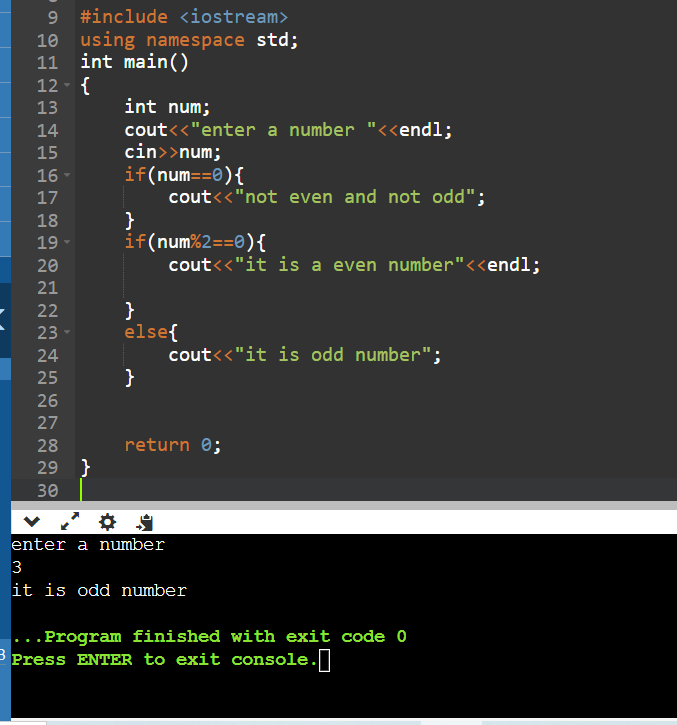 9 #include <iostream>
10 using namespace std;
11 int main()
12 {
13 int num;
14 cout<<"enter a number "<<endl;
15 cin>>num;
16 if(num==0){
17 cout<<"not even and not odd";
18 }
19 if(num%2==0){
20 cout<<"it is a even number"<<endl;
21
22 }
23 else{
24 cout<<"it is odd number";
25 }
26
27
28 return 0;
29 }
30
enter a number
3
it is odd number
...Program finished with exit code 0
Press ENTER to exit console.